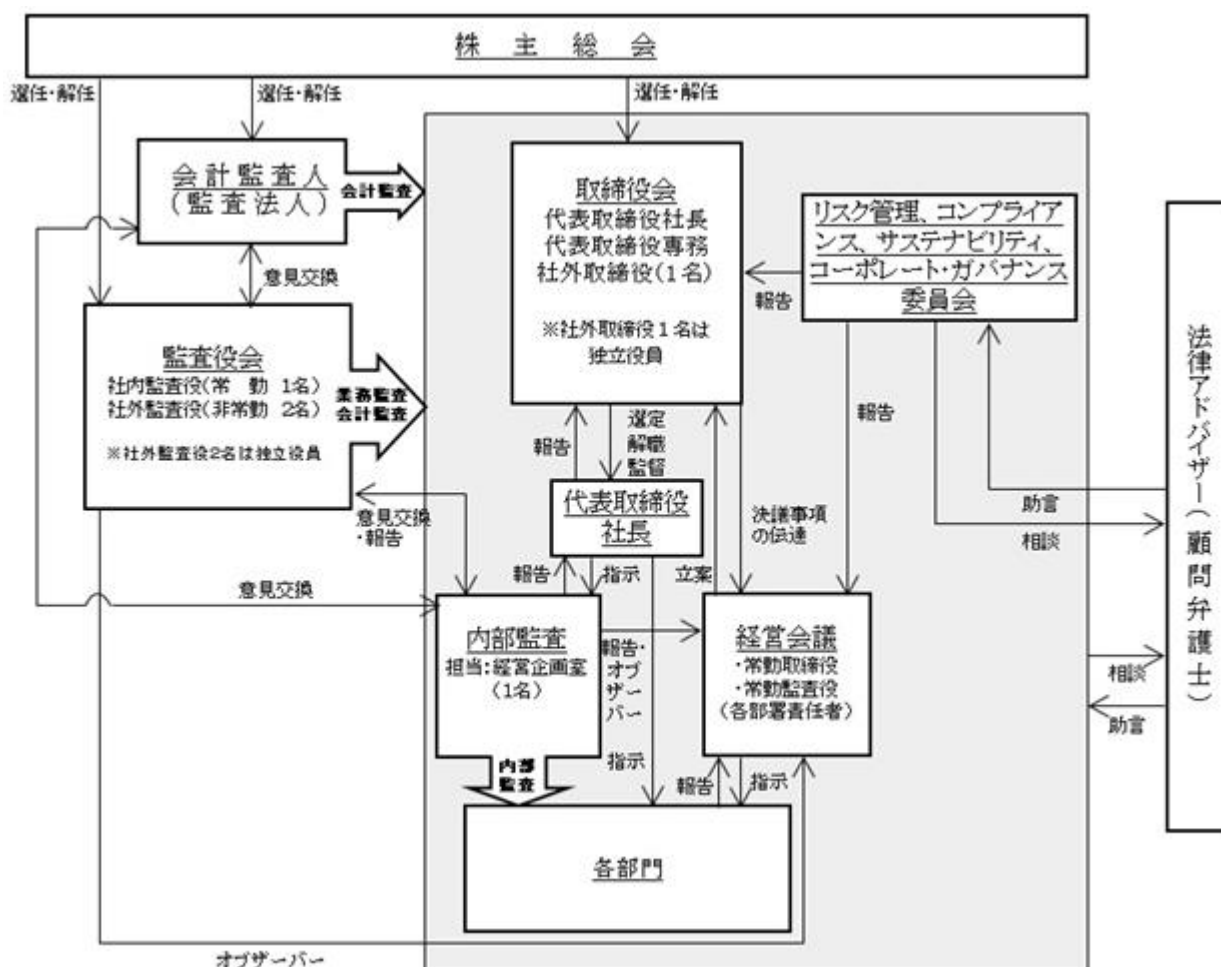 株主総会
選任・解任
選任・解任
選任・解任
会計監査人
(監査法人)
会計監査
意見交換
監査役会
社内監査役(常　勤 1名)
社外監査役(非常勤 2名)
※社外監査役2名は独立役員
業務監査
会計監査
取締役会
代表取締役社長
代表取締役専務
社外取締役(1名)
※社外取締役1名は
独立役員
リスク管理、コンプライア
ンス、サステナビリティ、
コーポレート・ガバナンス
委員会
報告
報告
法律アドバイザー(顧問弁護士)
助言
相談
報告
選定
解職
監督
代表取締役
社長
決議事項
の伝達
意見交換
・報告
意見交換
報告
指示
立案
内部監査
担当:経営企画室
(1名)
報告・
オブ
ザー
バー
経営会議
・常勤取締役
・常勤監査役
(各部署責任者)
相談
助言
内部
監査
指示
報告
指示
各部門
オブザーバー